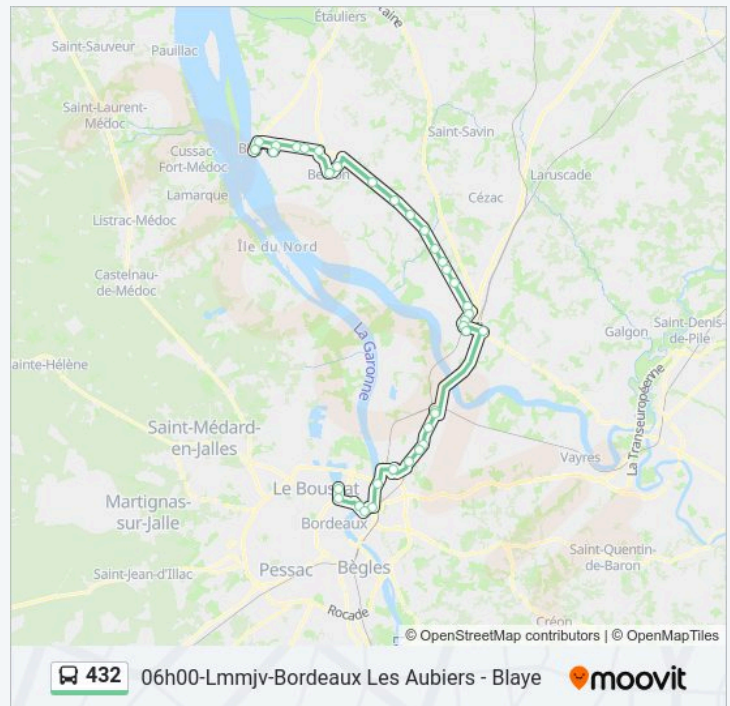 Étauliers
Saint-Sauveur
Pauillac
Saint-Laurent-
Médoc
Saint-Savin
Cussac-
Fort-Médoc
Laruscade
Lamarque
Cézac
Listrac-Médoc
Île du Nord
Castelnau-
de-Médoc
Galgon
Saint-Denis-
de-Pile
La Garonne
ainte-Hélène
La Transeuropéenne
Saint-Médard-
en-Jalles
Vayres
Le Bouscat
Martignas-
sur-Jalle
Bordeaux
Saint-Quentin-
de-Baron
Saint-Jean-d'Illac
Pessac
Bègles
Rocade
Créon
© OpenStreetMap contributors | © OpenMapTiles
432 06h00-Lmmjv-Bordeaux Les Aubiers - Blaye moovit